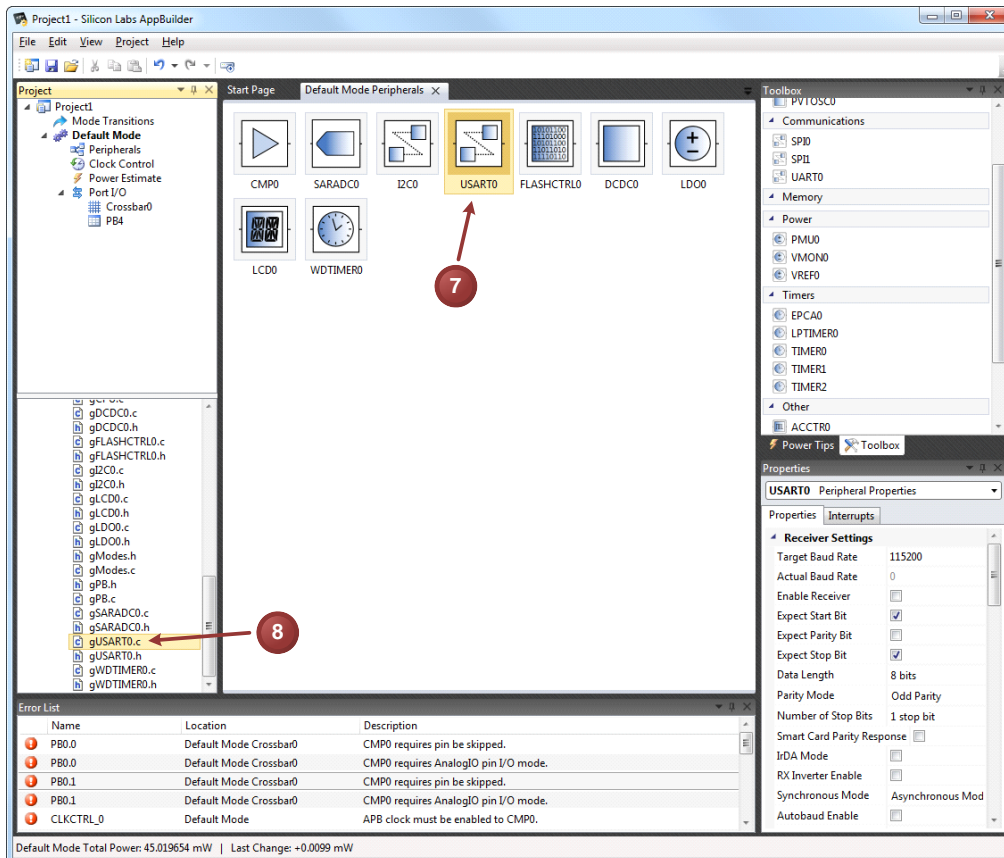 Project1 - Silicon Labs AppBuilder
File Edit View Project Help
Project
Project1
Mode Transitions
Default Mode
Peripherals
Clock Control
Power Estimate
Port I/O
Crossbar0
PB4
gCPU.c
gDCDC0.c
gDCDC0.h
gFLASHCTRL0.c
gFLASHCTRL0.h
gI2C0.c
gI2C0.h
gLCD0.c
gLCD0.h
gLDO0.c
gLDO0.h
gModes.h
gModes.c
gPB.h
gPB.c
gSARADC0.c
gSARADC0.h
gUSART0.c
gUSART0.h
gWDTIMER0.c
gWDTIMER0.h
Start Page Default Mode Peripherals
CMP0 SARADC0 I2C0 USART0 FLASHCTRL0 DCDC0 LDO0
LCD0 WDTIMER0
7
8
Toolbox
PVTOSC0
Communications
SPI0
SPI1
UART0
Memory
Power
PMU0
VMON0
VREF0
Timers
EPCA0
LPTIMER0
TIMER0
TIMER1
TIMER2
Other
ACCTR0
Power Tips Toolbox
Properties
USART0 Peripheral Properties
Properties Interrupts
Receiver Settings
Target Baud Rate 115200
Actual Baud Rate 0
Enable Receiver
Expect Start Bit
Expect Parity Bit
Expect Stop Bit
Data Length 8 bits
Parity Mode Odd Parity
Number of Stop Bits 1 stop bit
Smart Card Parity Response
IrDA Mode
RX Inverter Enable
Synchronous Mode Asynchronous Mod
Autobaud Enable
Error List
Name Location Description
PB0.0 Default Mode Crossbar0 CMP0 requires pin be skipped.
PB0.0 Default Mode Crossbar0 CMP0 requires AnalogIO pin I/O mode.
PB0.1 Default Mode Crossbar0 CMP0 requires pin be skipped.
PB0.1 Default Mode Crossbar0 CMP0 requires AnalogIO pin I/O mode.
CLKCTRL_0 Default Mode APB clock must be enabled to CMP0.
Default Mode Total Power: 45.019654 mW | Last Change: +0.0099 mW